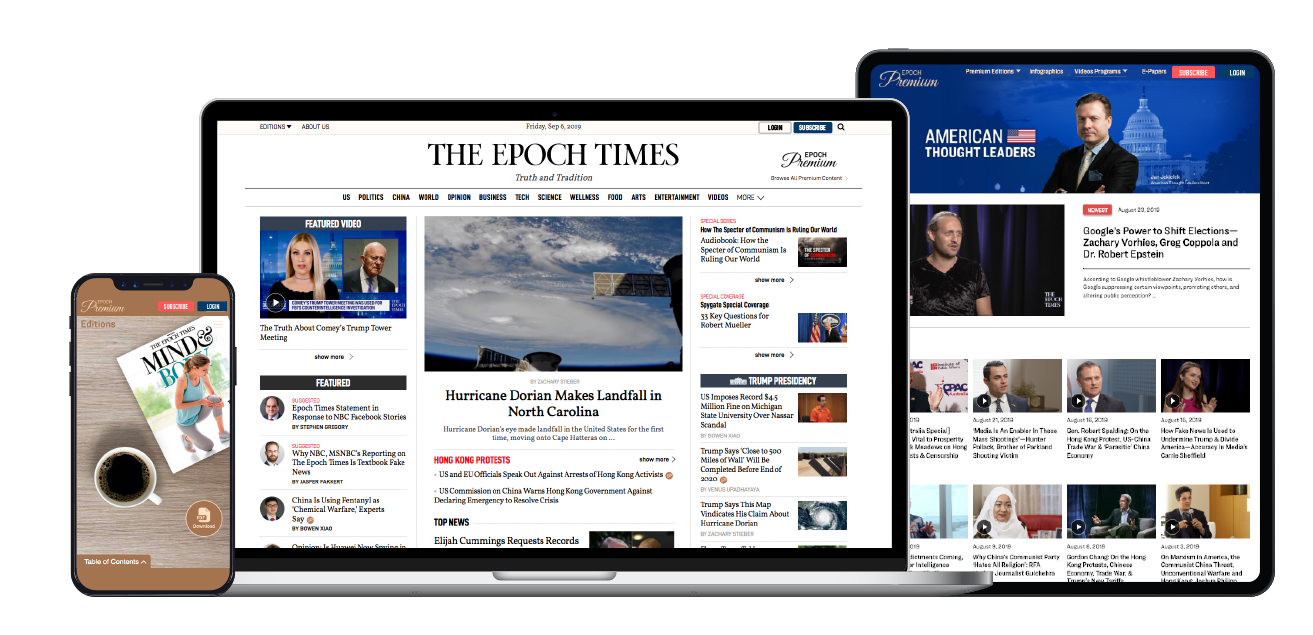 EDITIONS ABOUT US
Friday, Sep 6, 2019
LOGIN SUBSCRIBE
THE EPOCH TIMES
Truth and Tradition
EPOCH
Premium
Browse All Premium Content
US POLITICS CHINA WORLD OPINION BUSINESS TECH SCIENCE WELLNESS FOOD ARTS ENTERTAINMENT VIDEOS MORE
FEATURED VIDEO
COMEY'S TRUMP TOWER MEETING WAS USED FOR
FBI'S COUNTERINTELLIGENCE INVESTIGATION
THE
EPOCH
TIMES
The Truth About Comey's Trump Tower
Meeting
show more
FEATURED
SUGGESTED
Epoch Times Statement in
Response to NBC Facebook Stories
BY STEPHEN GREGORY
SUGGESTED
Why NBC, MSNBC's Reporting on
The Epoch Times Is Textbook Fake
News
BY JASPER FAKKERT
China Is Using Fentanyl as
'Chemical Warfare,' Experts
Say
BY BOWEN XIAO
Opinion: Is Huawei Now Spying in
BY ZACHARY STIEBER
Hurricane Dorian Makes Landfall in
North Carolina
Hurricane Dorian's eye made landfall in the United States for the first
time, moving onto Cape Hatteras on ...
HONG KONG PROTESTS
show more
- US and EU Officials Speak Out Against Arrests of Hong Kong Activists
- US Commission on China Warns Hong Kong Government Against
Declaring Emergency to Resolve Crisis
TOP NEWS
Elijah Cummings Requests Records
SPECIAL SERIES
How The Specter of Communism Is Ruling Our World
Audiobook: How the
Specter of Communism Is
Ruling Our World
THE SPECTER
OF COMMUNISM
show more
SPECIAL COVERAGE
Spygate Special Coverage
33 Key Questions for
Robert Mueller
show more
TRUMP PRESIDENCY
US Imposes Record $4.5
Million Fine on Michigan
State University Over Nassar
Scandal
BY BOWEN XIAO
Trump Says 'Close to 500
Miles of Wall' Will Be
Completed Before End of
2020
BY VENUS UPADHAYAYA
Trump Says This Map
Vindicates His Claim About
Hurricane Dorian
BY ZACHARY STIEBER
EPOCH
Premium
SUBSCRIBE LOGIN
Editions
THE EPOCH TIMES
MIND &
BODY
PDF
Download
Table of Contents
EPOCH
Premium
Premium Editions Infographics Videos Programs E-Papers SUBSCRIBE LOGIN
AMERICAN
THOUGHT LEADERS
Jan Jekielek
THE
EPOCH
TIMES
NEWEST August 29, 2019
Google's Power to Shift Elections—
Zachary Vorhies, Greg Coppola and
Dr. Robert Epstein
According to Google whistleblower Zachary Vorhies, how is
Google suppressing certain viewpoints, promoting others, and
altering public perception? ...
CPAC
tralia Special]
Vital to Prosperity
Meadows on Hong
& Censorship
August 21, 2019
'Media Is An Enabler In These
Mass Shootings'—Hunter
Pollack, Brother of Parkland
Shooting Victim
August 16, 2019
Gen. Robert Spalding: On the
Hong Kong Protest, US-China
Trade War & 'Parasitic' China
Economy
August 15, 2019
How Fake News Is Used to
Undermine Trump & Divide
America—Accuracy in Media's
Carrie Sheffield
dictments Coming,
r Intelligence
August 9, 2019
Why China's Communist Party
'Hates All Religion': RFA
Journalist Gulchehra
August 6, 2019
Gordon Chang: On the Hong
Kong Protests, Chinese
Economy, Trade War, &
Trump's New Tariffs
August 3, 2019
On Marxism in America, the
Communist China Threat,
Unconventional Warfare and
Hong Kong: Joshua Philipp